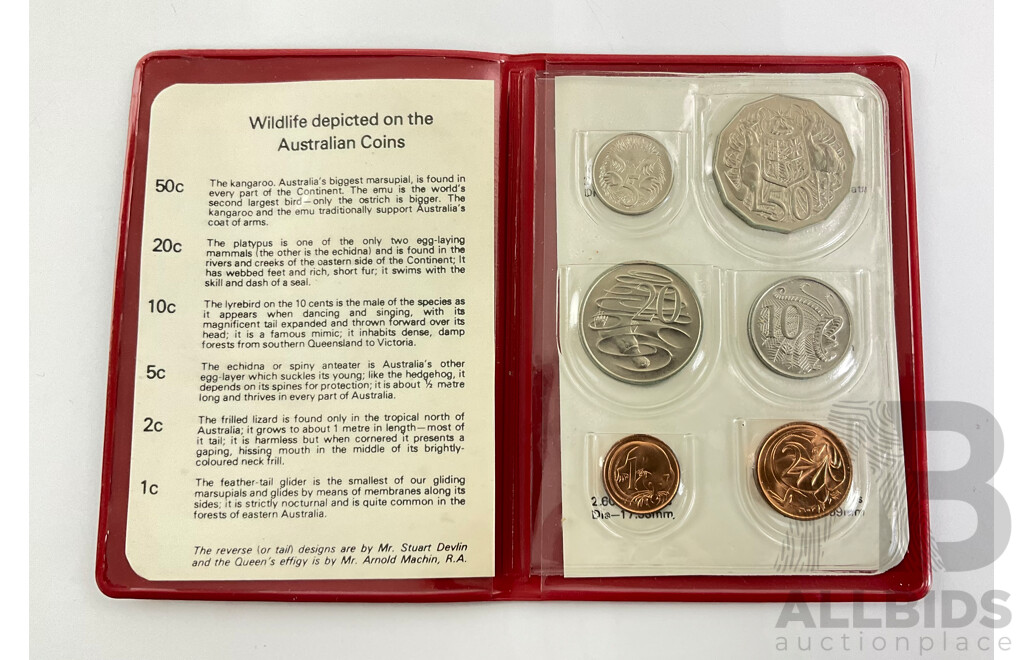 Wildlife depicted on the
Australian Coins
50c
The kangaroo, Australia's biggest marsupial, is found in
every part of the Continent. The emu is the world's
second largest bird—only the ostrich is bigger. The
kangaroo and the emu traditionally support Australia's
coat of arms.
20c
The platypus is one of the only two egg-laying
mammals (the other is the echidna) and is found in the
rivers and creeks of the eastern side of the Continent; It
has webbed feet and rich, short fur; it swims with the
skill and dash of a seal.
10c
The lyrebird on the 10 cents is the male of the species as
it appears when dancing and singing, with its
magnificent tail expanded and thrown forward over its
head; it is a famous mimic; it inhabits dense, damp
forests from southern Queensland to Victoria.
5c
The echidna or spiny anteater is Australia's other
egg-layer which suckles its young; like the hedgehog, it
depends on its spines for protection; it is about ½ metre
long and thrives in every part of Australia.
2c
The frilled lizard is found only in the tropical north of
Australia; it grows to about 1 metre in length—most of
it tail; it is harmless but when cornered it presents a
gaping, hissing mouth in the middle of its brightly-
coloured neck frill.
1c
The feather-tail glider is the smallest of our gliding
marsupials and glides by means of membranes along its
sides; it is strictly nocturnal and is quite common in the
forests of eastern Australia.
The reverse (or tail) designs are by Mr. Stuart Devlin
and the Queen's effigy is by Mr. Arnold Machin, R.A.
5
50
20
10
1
2
Dia—17.
mm.
B
ALLBIDS
auctionplace